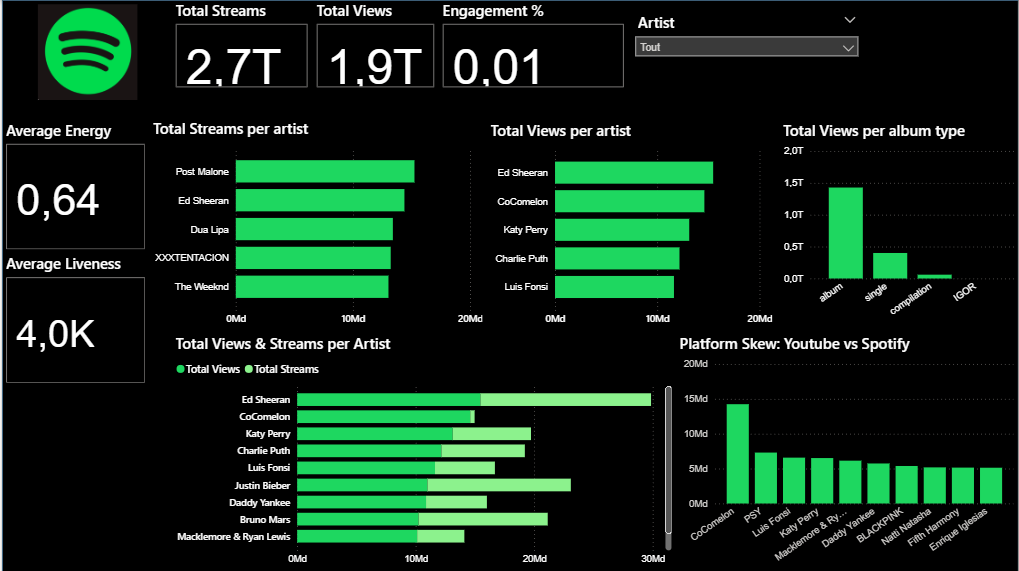 Total Streams
2,7T
Total Views
1,9T
Engagement %
0,01
Artist
Tout
Average Energy
0,64
Average Liveness
4,0K
Total Streams per artist
Post Malone
Ed Sheeran
Dua Lipa
XXXTENTACION
The Weeknd
0Md 10Md 20Md
Total Views per artist
Ed Sheeran
CoComelon
Katy Perry
Charlie Puth
Luis Fonsi
0Md 10Md 20Md
Total Views per album type
2,0T
1,5T
1,0T
0,5T
0,0T
album single compilation IGOR
Total Views & Streams per Artist
Total Views Total Streams
Ed Sheeran
CoComelon
Katy Perry
Charlie Puth
Luis Fonsi
Justin Bieber
Daddy Yankee
Bruno Mars
Macklemore & Ryan Lewis
0Md 10Md 20Md 30Md
Platform Skew: Youtube vs Spotify
20Md
15Md
10Md
5Md
0Md
CoComelon PSY Luis Fonsi Katy Perry Macklemore & Ry... Daddy Yankee BLACKPINK Natti Natasha Fifth Harmony Enrique Iglesias